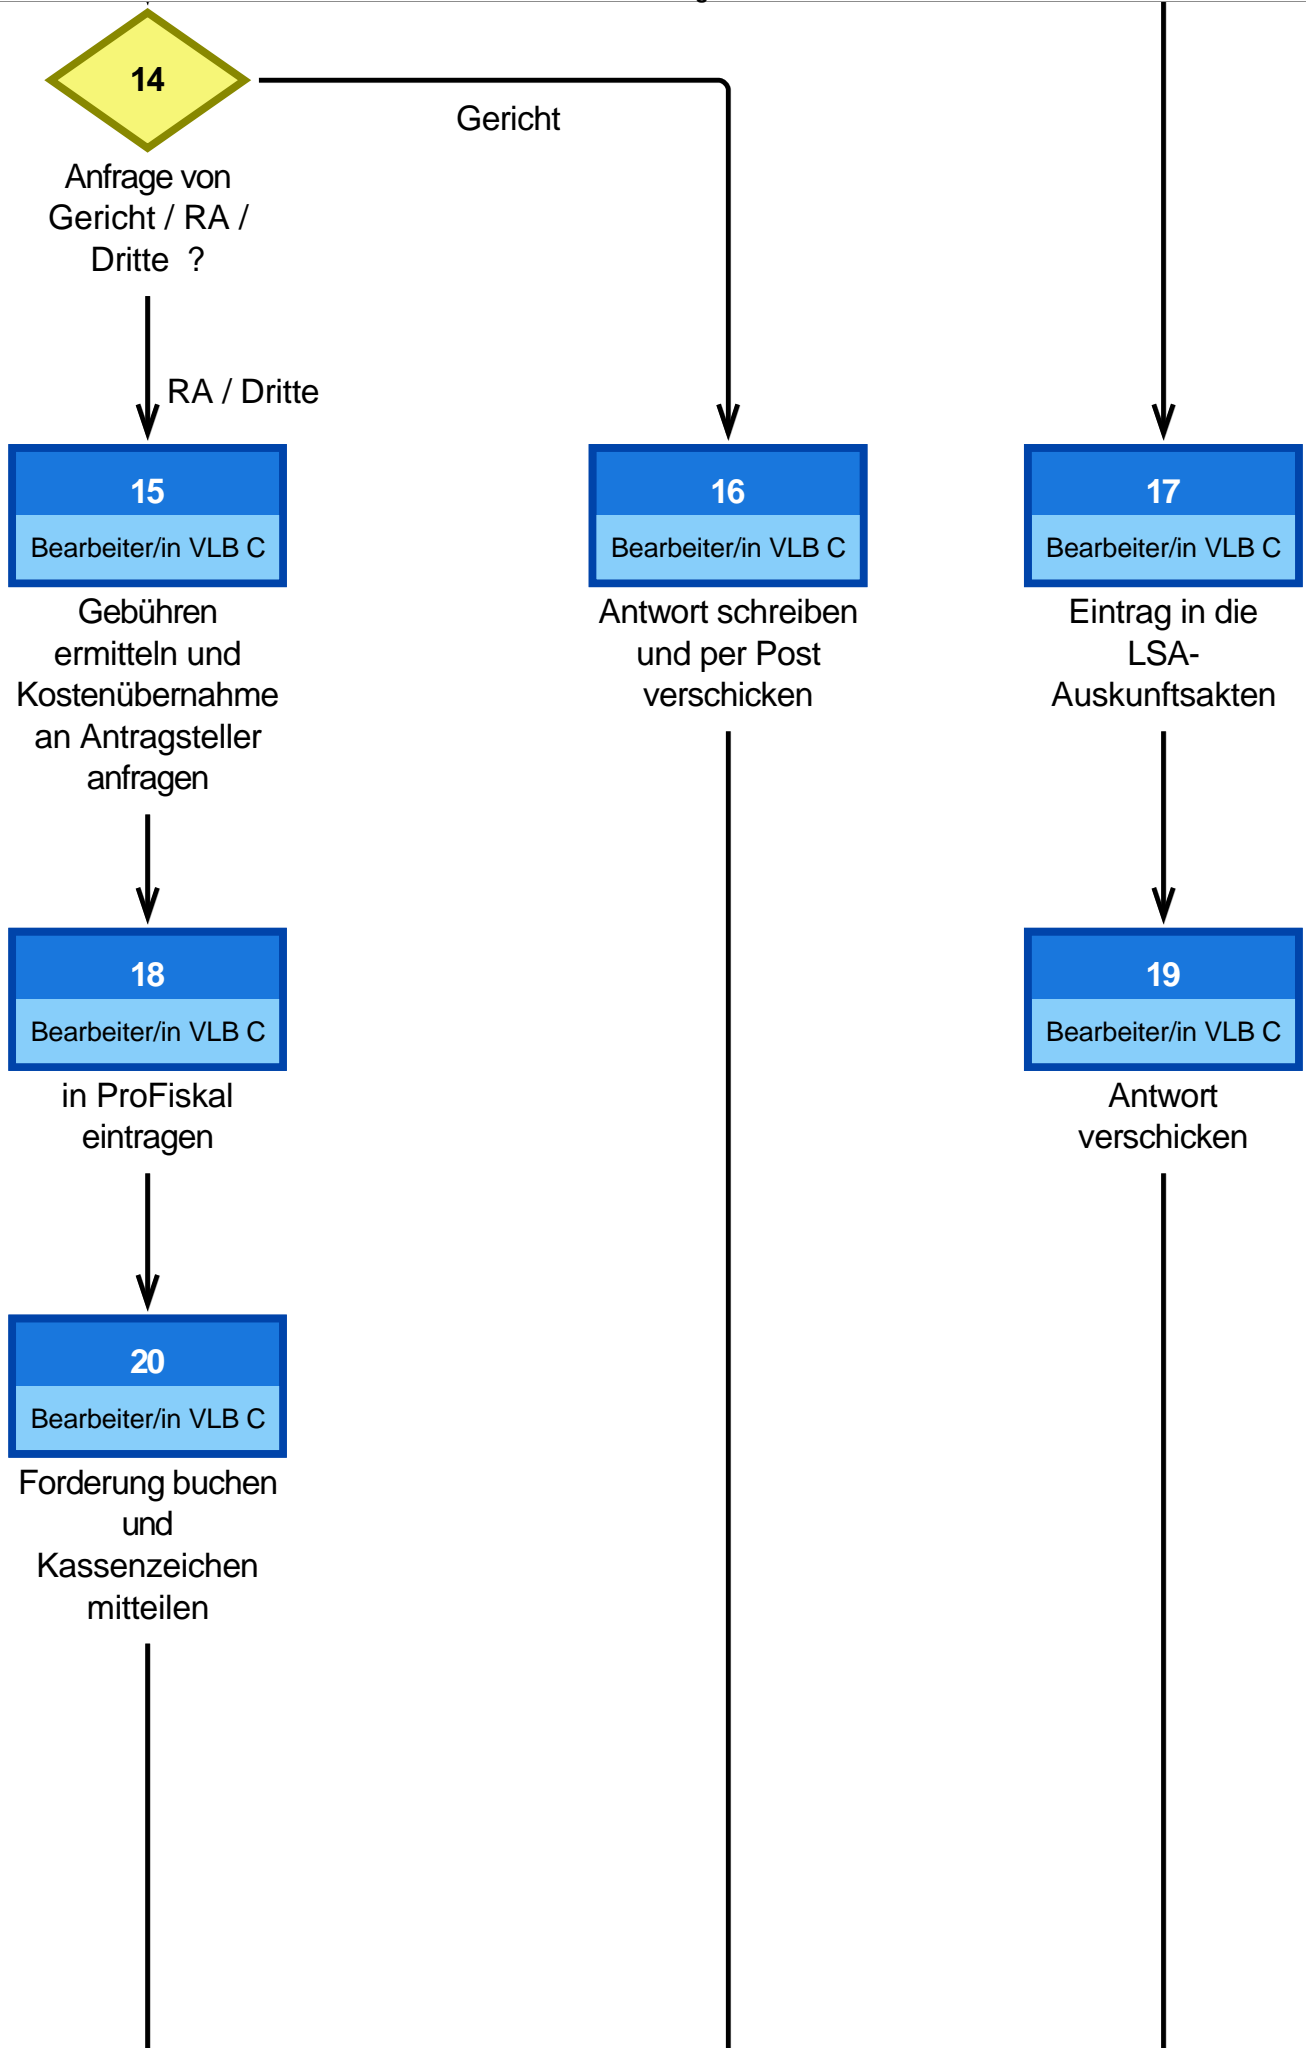 14
Gericht
Anfrage von
Gericht / RA /
Dritte ?
RA / Dritte
15
Bearbeiter/in VLB C
Gebühren
ermitteln und
Kostenübernahme
an Antragsteller
anfragen
16
Bearbeiter/in VLB C
Antwort schreiben
und per Post
verschicken
17
Bearbeiter/in VLB C
Eintrag in die
LSA-
Auskunftsakten
18
Bearbeiter/in VLB C
in ProFiskal
eintragen
19
Bearbeiter/in VLB C
Antwort
verschicken
20
Bearbeiter/in VLB C
Forderung buchen
und
Kassenzeichen
mitteilen